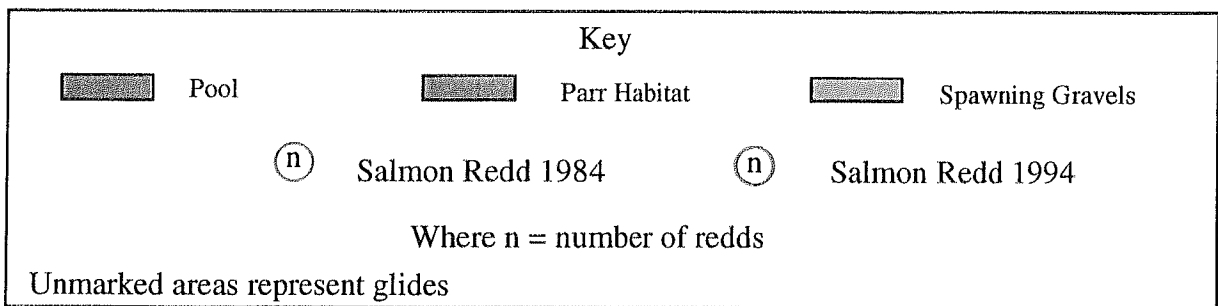 Key
Pool Parr Habitat Spawning Gravels
n Salmon Redd 1984 n Salmon Redd 1994
Where n = number of redds
Unmarked areas represent glides